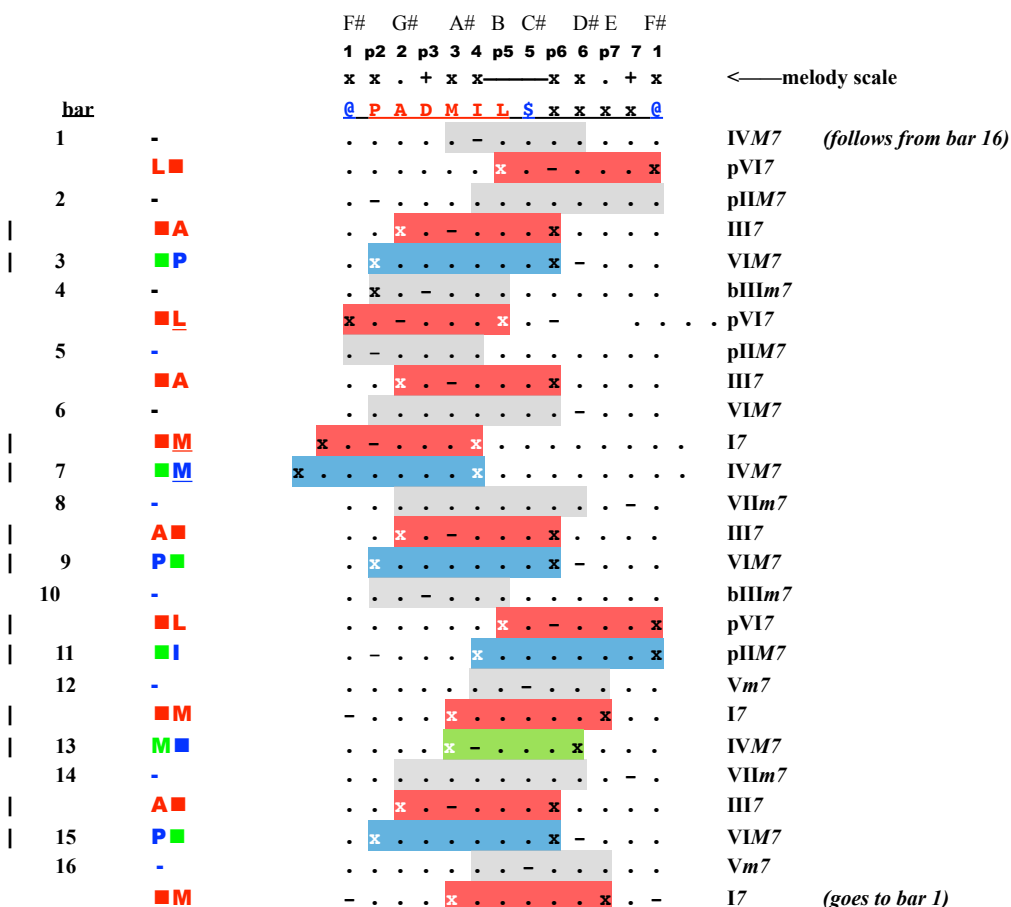 F# G# A# B C# D# E F#
1 p2 2 p3 3 4 p5 5 p6 6 p7 7 1
x x . + x x———x x . + x <——melody scale
bar @ P A D M I L $ x x x x @
1 - . . . . . – . . . . . . . IVM7 (follows from bar 16)
L■ . . . . . . x . – . . . x pVI7
2 - . – . . . . . . . . . . . pIIM7
| ■A . . x . – . . . x . . . . III7
| 3 ■P . x . . . . . . x – . . . VIM7
4 - . x . – . . . . . . . . . bIIIm7
■L x . – . . . x . – . . . . pVI7
5 - . – . . . . . . . . . . . pIIM7
■A . . x . – . . . x . . . . III7
6 - . . . . . . . . . – . . . VIM7
| ■M x . – . . . x . . . . . . . . I7
| 7 ■M x . . . . . . x . . . . . . . . IVM7
8 - . . . . . . . . . . . – . VIIm7
| A■ . . x . – . . . x . . . . III7
| 9 P■ . x . . . . . . x – . . . VIM7
10 - . . . – . . . . . . . . . bIIIm7
| ■L . . . . . . x . – . . . x pVI7
| 11 ■I . – . . . x . . . . . . x pIIM7
12 - . . . . . . . – . . . . . Vm7
| ■M – . . . x . . . . . x . . I7
| 13 M■ . . . . x – . . . x . . . IVM7
14 - . . . . . . . . . . . – . VIIm7
| A■ . . x . – . . . x . . . . III7
| 15 P■ . x . . . . . . x – . . . VIM7
16 - . . . . . . . – . . . . . Vm7
■M – . . . x . . . . . x . – I7 (goes to bar 1)